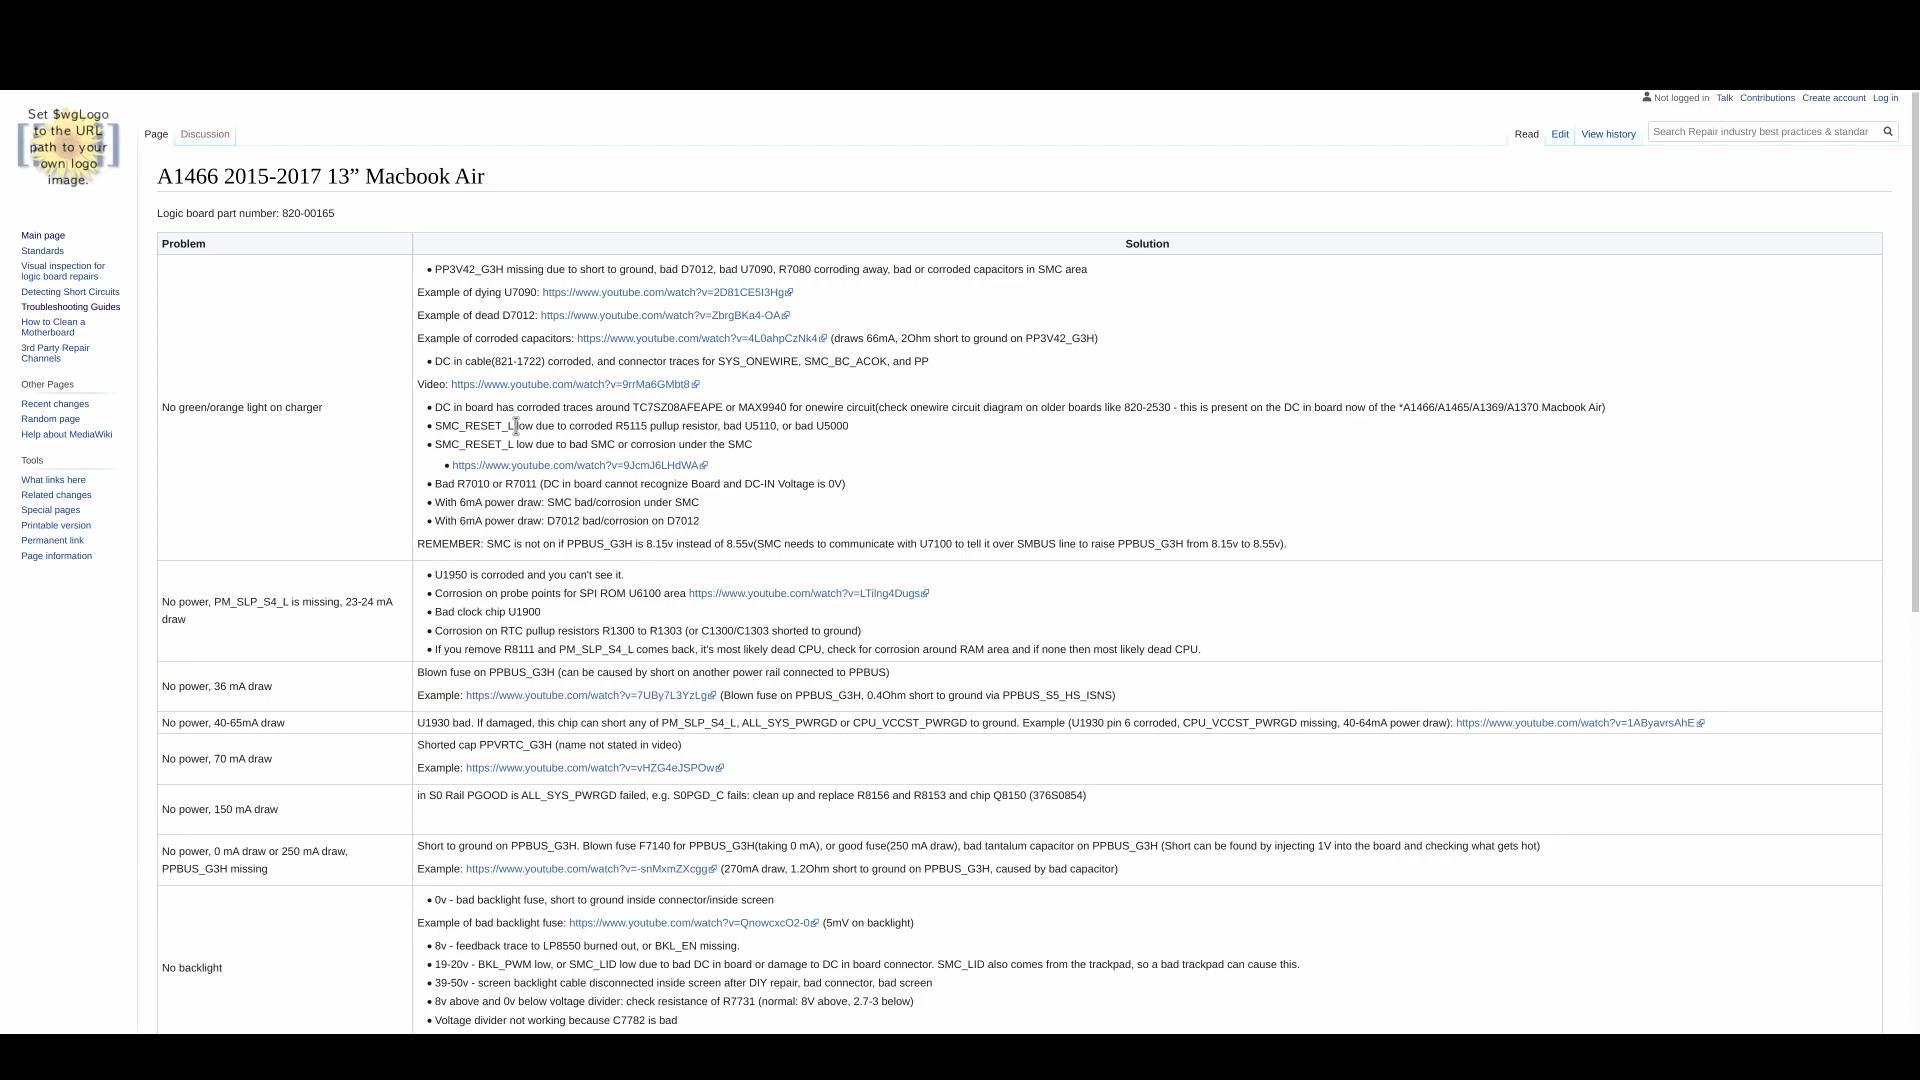 Set $wgLogo
to the URL
path to your
own logo
image.
Not logged in Talk Contributions Create account Log in
Page Discussion
Read Edit View history Search Repair industry best practices & standar
A1466 2015-2017 13” Macbook Air
Logic board part number: 820-00165
Main page
Standards
Visual inspection for
logic board repairs
Detecting Short Circuits
Troubleshooting Guides
How to Clean a
Motherboard
3rd Party Repair
Channels
Other Pages
Recent changes
Random page
Help about MediaWiki
Tools
What links here
Related changes
Special pages
Printable version
Permanent link
Page information
Problem Solution
No green/orange light on charger
• PP3V42_G3H missing due to short to ground, bad D7012, bad U7090, R7080 corroding away, bad or corroded capacitors in SMC area
Example of dying U7090: https://www.youtube.com/watch?v=2D81CE5I3Hg
Example of dead D7012: https://www.youtube.com/watch?v=ZbrgBKa4-OA
Example of corroded capacitors: https://www.youtube.com/watch?v=4L0ahpCzNk4 (draws 66mA, 2Ohm short to ground on PP3V42_G3H)
• DC in cable(821-1722) corroded, and connector traces for SYS_ONEWIRE, SMC_BC_ACOK, and PP
Video: https://www.youtube.com/watch?v=9rrMa6GMbt8
• DC in board has corroded traces around TC7SZ08AFEAPE or MAX9940 for onewire circuit(check onewire circuit diagram on older boards like 820-2530 - this is present on the DC in board now of the *A1466/A1465/A1369/A1370 Macbook Air)
• SMC_RESET_L low due to corroded R5115 pullup resistor, bad U5110, or bad U5000
• SMC_RESET_L low due to bad SMC or corrosion under the SMC
• https://www.youtube.com/watch?v=9JcmJ6LHdWA
• Bad R7010 or R7011 (DC in board cannot recognize Board and DC-IN Voltage is 0V)
• With 6mA power draw: SMC bad/corrosion under SMC
• With 6mA power draw: D7012 bad/corrosion on D7012
REMEMBER: SMC is not on if PPBUS_G3H is 8.15v instead of 8.55v(SMC needs to communicate with U7100 to tell it over SMBUS line to raise PPBUS_G3H from 8.15v to 8.55v).
No power, PM_SLP_S4_L is missing, 23-24 mA
draw
• U1950 is corroded and you can't see it.
• Corrosion on probe points for SPI ROM U6100 area https://www.youtube.com/watch?v=LTilng4Dugs
• Bad clock chip U1900
• Corrosion on RTC pullup resistors R1300 to R1303 (or C1300/C1303 shorted to ground)
• If you remove R8111 and PM_SLP_S4_L comes back, it's most likely dead CPU, check for corrosion around RAM area and if none then most likely dead CPU.
No power, 36 mA draw
Blown fuse on PPBUS_G3H (can be caused by short on another power rail connected to PPBUS)
Example: https://www.youtube.com/watch?v=7UBy7L3YzLg (Blown fuse on PPBUS_G3H, 0.4Ohm short to ground via PPBUS_S5_HS_ISNS)
No power, 40-65mA draw
U1930 bad. If damaged, this chip can short any of PM_SLP_S4_L, ALL_SYS_PWRGD or CPU_VCCST_PWRGD to ground. Example (U1930 pin 6 corroded, CPU_VCCST_PWRGD missing, 40-64mA power draw): https://www.youtube.com/watch?v=1AByavrsAhE
No power, 70 mA draw
Shorted cap PPVRTC_G3H (name not stated in video)
Example: https://www.youtube.com/watch?v=vHZG4eJSPOw
No power, 150 mA draw
in S0 Rail PGOOD is ALL_SYS_PWRGD failed, e.g. S0PGD_C fails: clean up and replace R8156 and R8153 and chip Q8150 (376S0854)
No power, 0 mA draw or 250 mA draw,
PPBUS_G3H missing
Short to ground on PPBUS_G3H. Blown fuse F7140 for PPBUS_G3H(taking 0 mA), or good fuse(250 mA draw), bad tantalum capacitor on PPBUS_G3H (Short can be found by injecting 1V into the board and checking what gets hot)
Example: https://www.youtube.com/watch?v=-snMxmZXcgg (270mA draw, 1.2Ohm short to ground on PPBUS_G3H, caused by bad capacitor)
No backlight
• 0v - bad backlight fuse, short to ground inside connector/inside screen
Example of bad backlight fuse: https://www.youtube.com/watch?v=QnowcxcO2-0 (5mV on backlight)
• 8v - feedback trace to LP8550 burned out, or BKL_EN missing.
• 19-20v - BKL_PWM low, or SMC_LID low due to bad DC in board or damage to DC in board connector. SMC_LID also comes from the trackpad, so a bad trackpad can cause this.
• 39-50v - screen backlight cable disconnected inside screen after DIY repair, bad connector, bad screen
• 8v above and 0v below voltage divider: check resistance of R7731 (normal: 8V above, 2.7-3 below)
• Voltage divider not working because C7782 is bad